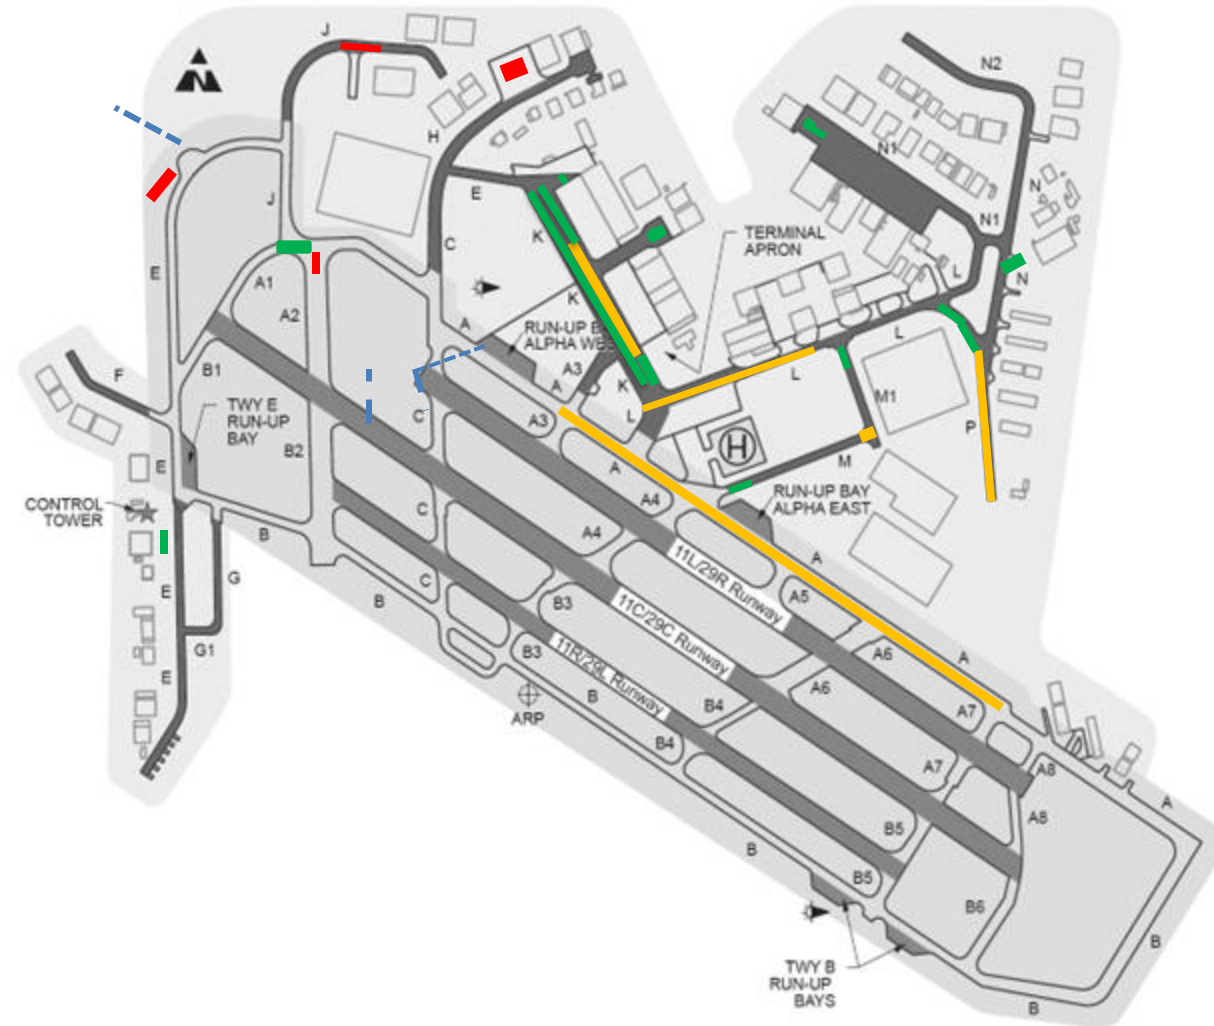 J
N2
N
H
N1
N
E
J
K
C
N1
TERMINAL
APRON
E
L
N
A1
K
A2
A
RUN-UP B
ALPHA WES
L
B1
A3
L
F
A
K
M1
TWY E
RUN-UP
BAY
C
A3
L
P
B2
H
E
A
M
CONTROL
TOWER
A4
RUN-UP BAY
ALPHA EAST
C
B
A4
11L/29R Runway
A
G
C
E
A5
B
B3
11C/29C Runway
G1
B3
A6
A
E
11R/29L Runway
A6
B
B4
A7
ARP
B4
A7
A8
A
B5
A8
B
B5
B6
B
TWY B
RUN-UP
BAYS
B